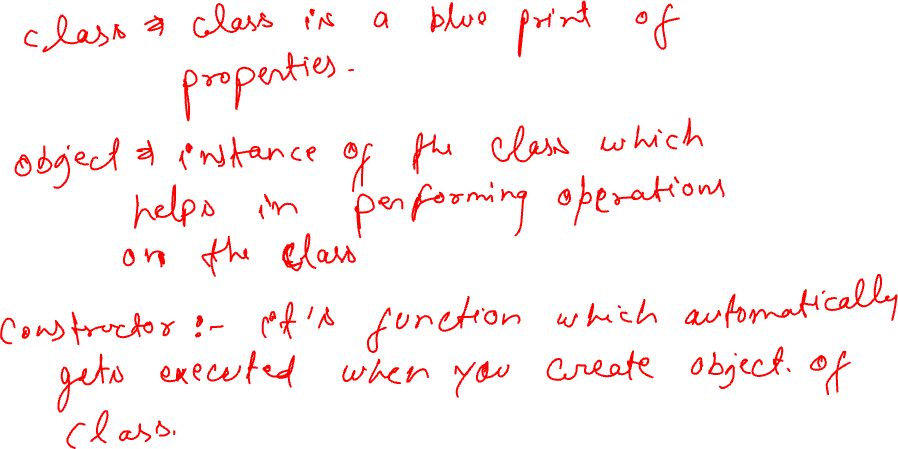 class → class is a blue print of
properties.
object → instance of the class which
helps in performing operations
on the class
Constructor :- it's function which automatically
gets executed when you create object. of
class.